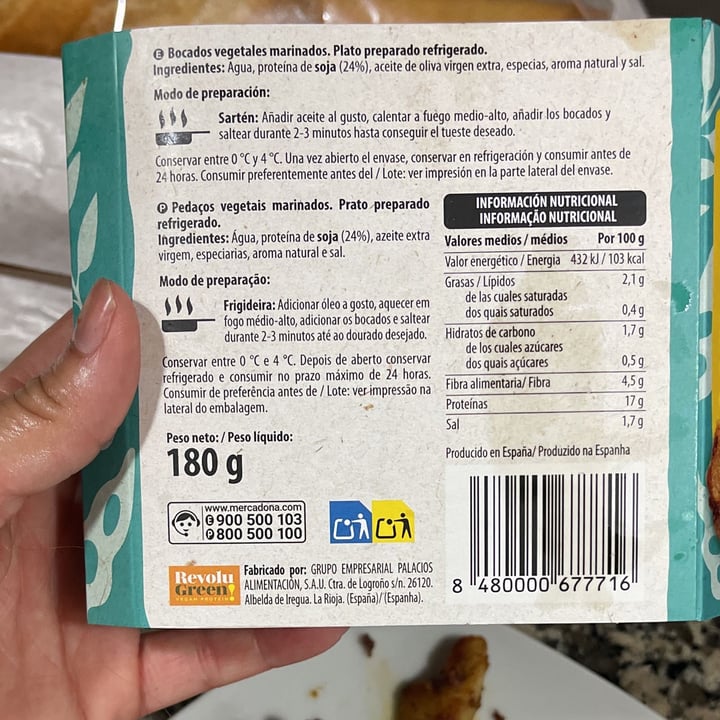 E Bocados vegetales marinados. Plato preparado refrigerado.
Ingredientes: Agua, proteína de soja (24%), aceite de oliva virgen extra, especias, aroma natural y sal.
Modo de preparación:
Sartén: Añadir aceite al gusto, calentar a fuego medio-alto, añadir los bocados y
saltear durante 2-3 minutos hasta conseguir el tueste deseado.
Conservar entre 0 °C y 4 °C. Una vez abierto el envase, conservar en refrigeración y consumir antes de
24 horas. Consumir preferentemente antes del / Lote: ver impresión en la parte lateral del envase.
P Pedaços vegetais marinados. Prato preparado
refrigerado.
Ingredientes: Água, proteína de soja (24%), azeite extra
virgem, especiarias, aroma natural e sal.
Modo de preparação:
Frigideira: Adicionar óleo a gosto, aquecer em
fogo médio-alto, adicionar os bocados e saltear
durante 2-3 minutos até ao dourado desejado.
Conservar entre 0 °C e 4 °C. Depois de aberto conservar
refrigerado e consumir no prazo máximo de 24 horas.
Consumir de preferência antes de / Lote: ver impressão na
lateral do embalagem.
Peso neto: / Peso líquido:
180 g
INFORMACIÓN NUTRICIONAL
INFORMAÇÃO NUTRICIONAL
Valores medios / médios Por 100 g
Valor energético / Energia 432 kJ / 103 kcal
Grasas / Lípidos 2,1 g
de las cuales saturadas
dos quais saturados 0,4 g
Hidratos de carbono 1,7 g
de los cuales azúcares
dos quais açúcares 0,5 g
Fibra alimentaria/ Fibra 4,5 g
Proteínas 17 g
Sal 1,7 g
Producido en España/ Produzido na Espanha
www.mercadona.com
E 900 500 103
P 800 500 100
Revolu
Green
VEGAN PROTEIN
Fabricado por: GRUPO EMPRESARIAL PALACIOS
ALIMENTACIÓN, S.A.U. Ctra. de Logroño s/n. 26120.
Albelda de Iregua. La Rioja. (España)/ (Espanha).
8 480000 677716